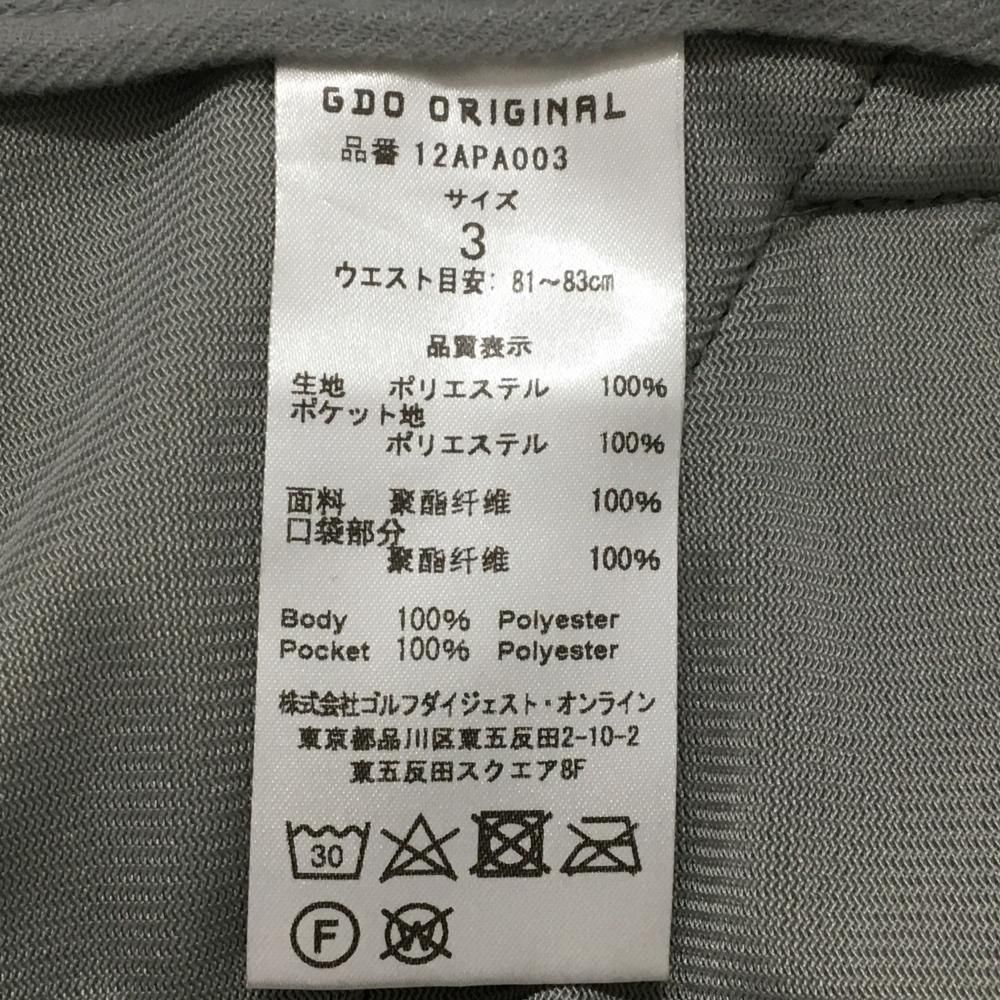 GDO ORIGINAL
品番 12APA003
サイズ
3
ウエスト目安: 81～83cm
品質表示
生地 ポリエステル 100%
ポケット地
ポリエステル 100%
面料 聚酯纤维 100%
口袋部分
聚酯纤维 100%
Body 100% Polyester
Pocket 100% Polyester
株式会社ゴルフダイジェスト・オンライン
東京都品川区東五反田2-10-2
東五反田スクエア8F
30
F W